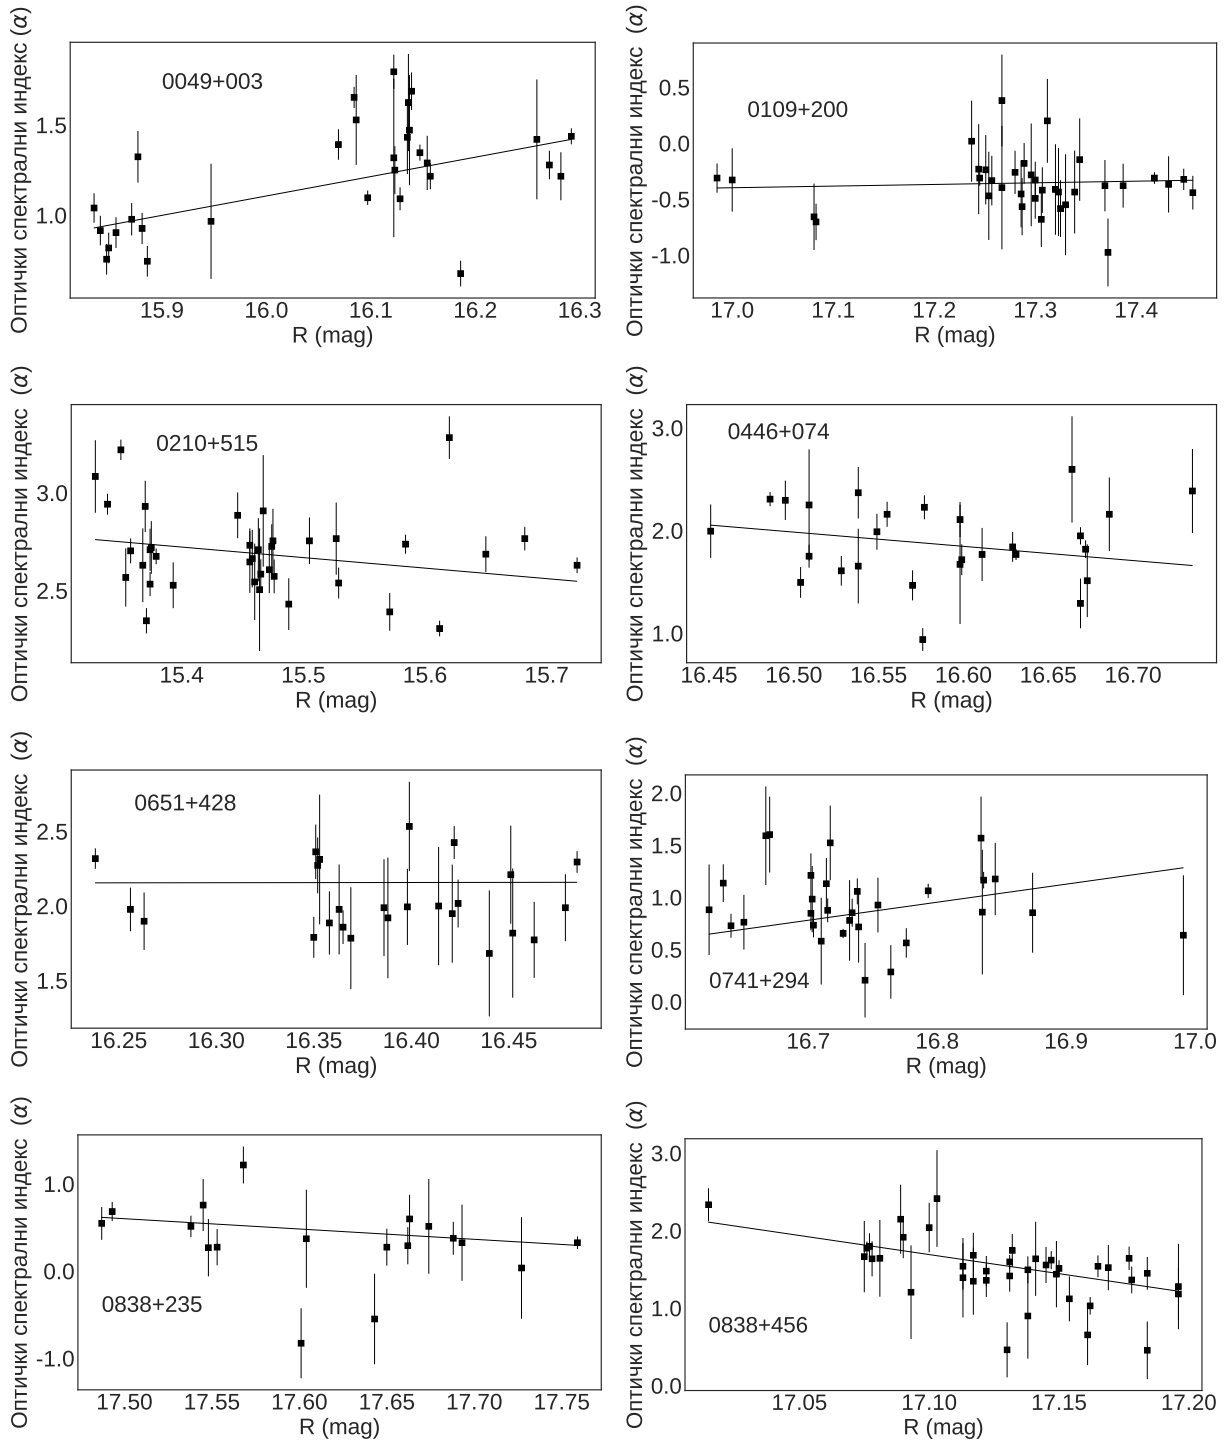 Оптички спектрални индекс (α)
0049+003
1.5
1.0
15.9 16.0 16.1 16.2 16.3
R (mag)
Оптички спектрални индекс (α)
0109+200
0.5
-0.0
-0.5
-1.0
17.0 17.1 17.2 17.3 17.4
R (mag)
Оптички спектрални индекс (α)
0210+515
3.0
2.5
15.4 15.5 15.6 15.7
R (mag)
Оптички спектрални индекс (α)
0446+074
3.0
2.0
1.0
16.45 16.50 16.55 16.60 16.65 16.70
R (mag)
Оптички спектрални индекс (α)
0651+428
2.5
2.0
1.5
16.25 16.30 16.35 16.40 16.45
R (mag)
Оптички спектрални индекс (α)
2.0
1.5
1.0
0.5
0.0
0741+294
16.7 16.8 16.9 17.0
R (mag)
Оптички спектрални индекс (α)
1.0
0.0
-1.0
0838+235
17.50 17.55 17.60 17.65 17.70 17.75
R (mag)
Оптички спектрални индекс (α)
3.0
2.0
1.0
0.0
0838+456
17.05 17.10 17.15 17.20
R (mag)